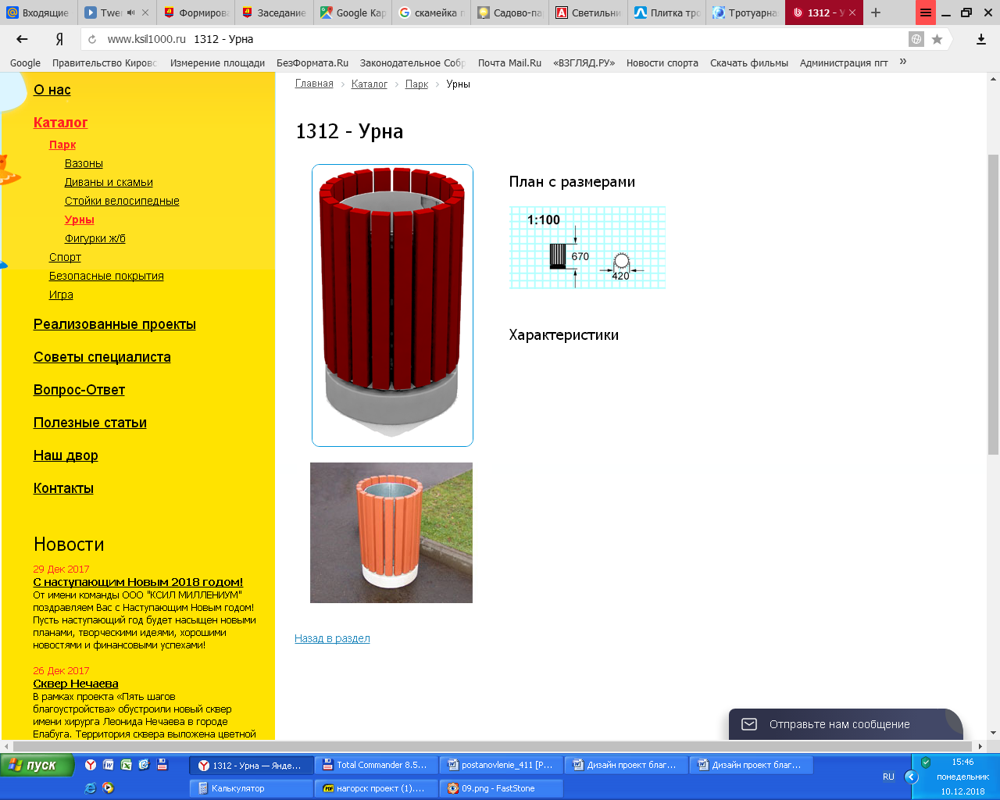 Входящие
Twe
Формиров
Заседание
Google Кар
скамейка п
Садово-па
Светильни
Плитка тро
Тротуарна
1312 - У
www.ksil1000.ru 1312 - Урна
Google
Правительство Кировс
Измерение площади
БезФормата.Ru
Законодательное Собр
Почта Mail.Ru
«ВЗГЛЯД.РУ»
Новости спорта
Скачать фильмы
Администрация пгт
»
О нас
Каталог
Парк
Вазоны
Диваны и скамьи
Стойки велосипедные
Урны
Фигурки ж/б
Спорт
Безопасные покрытия
Игра
Реализованные проекты
Советы специалиста
Вопрос-Ответ
Полезные статьи
Наш двор
Контакты
Новости
29 Дек 2017
С наступающим Новым 2018 годом!
От имени команды ООО "КСИЛ МИЛЛЕНИУМ"
поздравляем Вас с Наступающим Новым годом!
Пусть наступающий год будет насыщен новыми
планами, творческими идеями, хорошими
новостями и финансовыми успехами!
26 Дек 2017
Сквер Нечаева
В рамках проекта «Пять шагов
благоустройства» обустроили новый сквер
имени хирурга Леонида Нечаева в городе
Елабуга. Территория сквера выложена цветной
Главная › Каталог › Парк › Урны
1312 - Урна
План с размерами
1:100
670
420
Характеристики
Назад в раздел
Отправьте нам сообщение
пуск
1312 - Урна — Янде...
Total Commander 8.5...
postanovlenie_411 [Р...
Дизайн проект благ...
Дизайн проект благ...
Калькулятор
нагорск проект (1)....
09.png - FastStone
RU
15:46
понедельник
10.12.2018